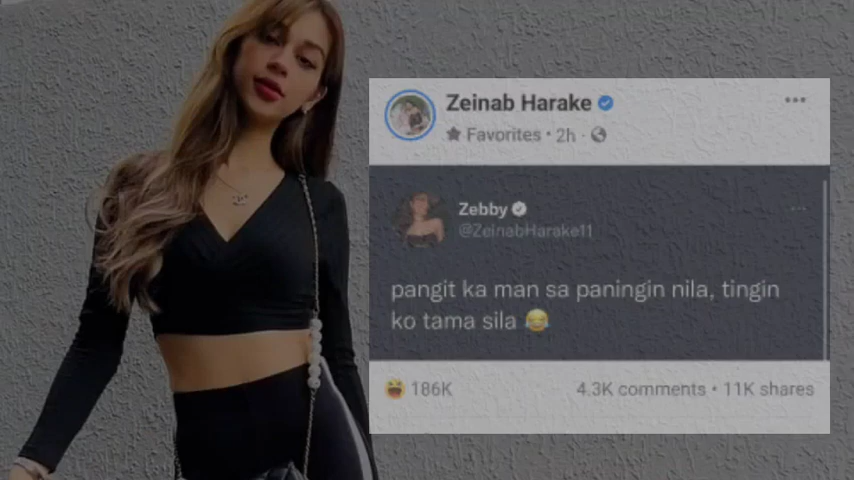 Zeinab Harake
Favorites • 2h •
Zebby
@ZeinabHarake11
pangit ka man sa paningin nila, tingin
ko tama sila 😂
186K
4.3K comments • 11K shares